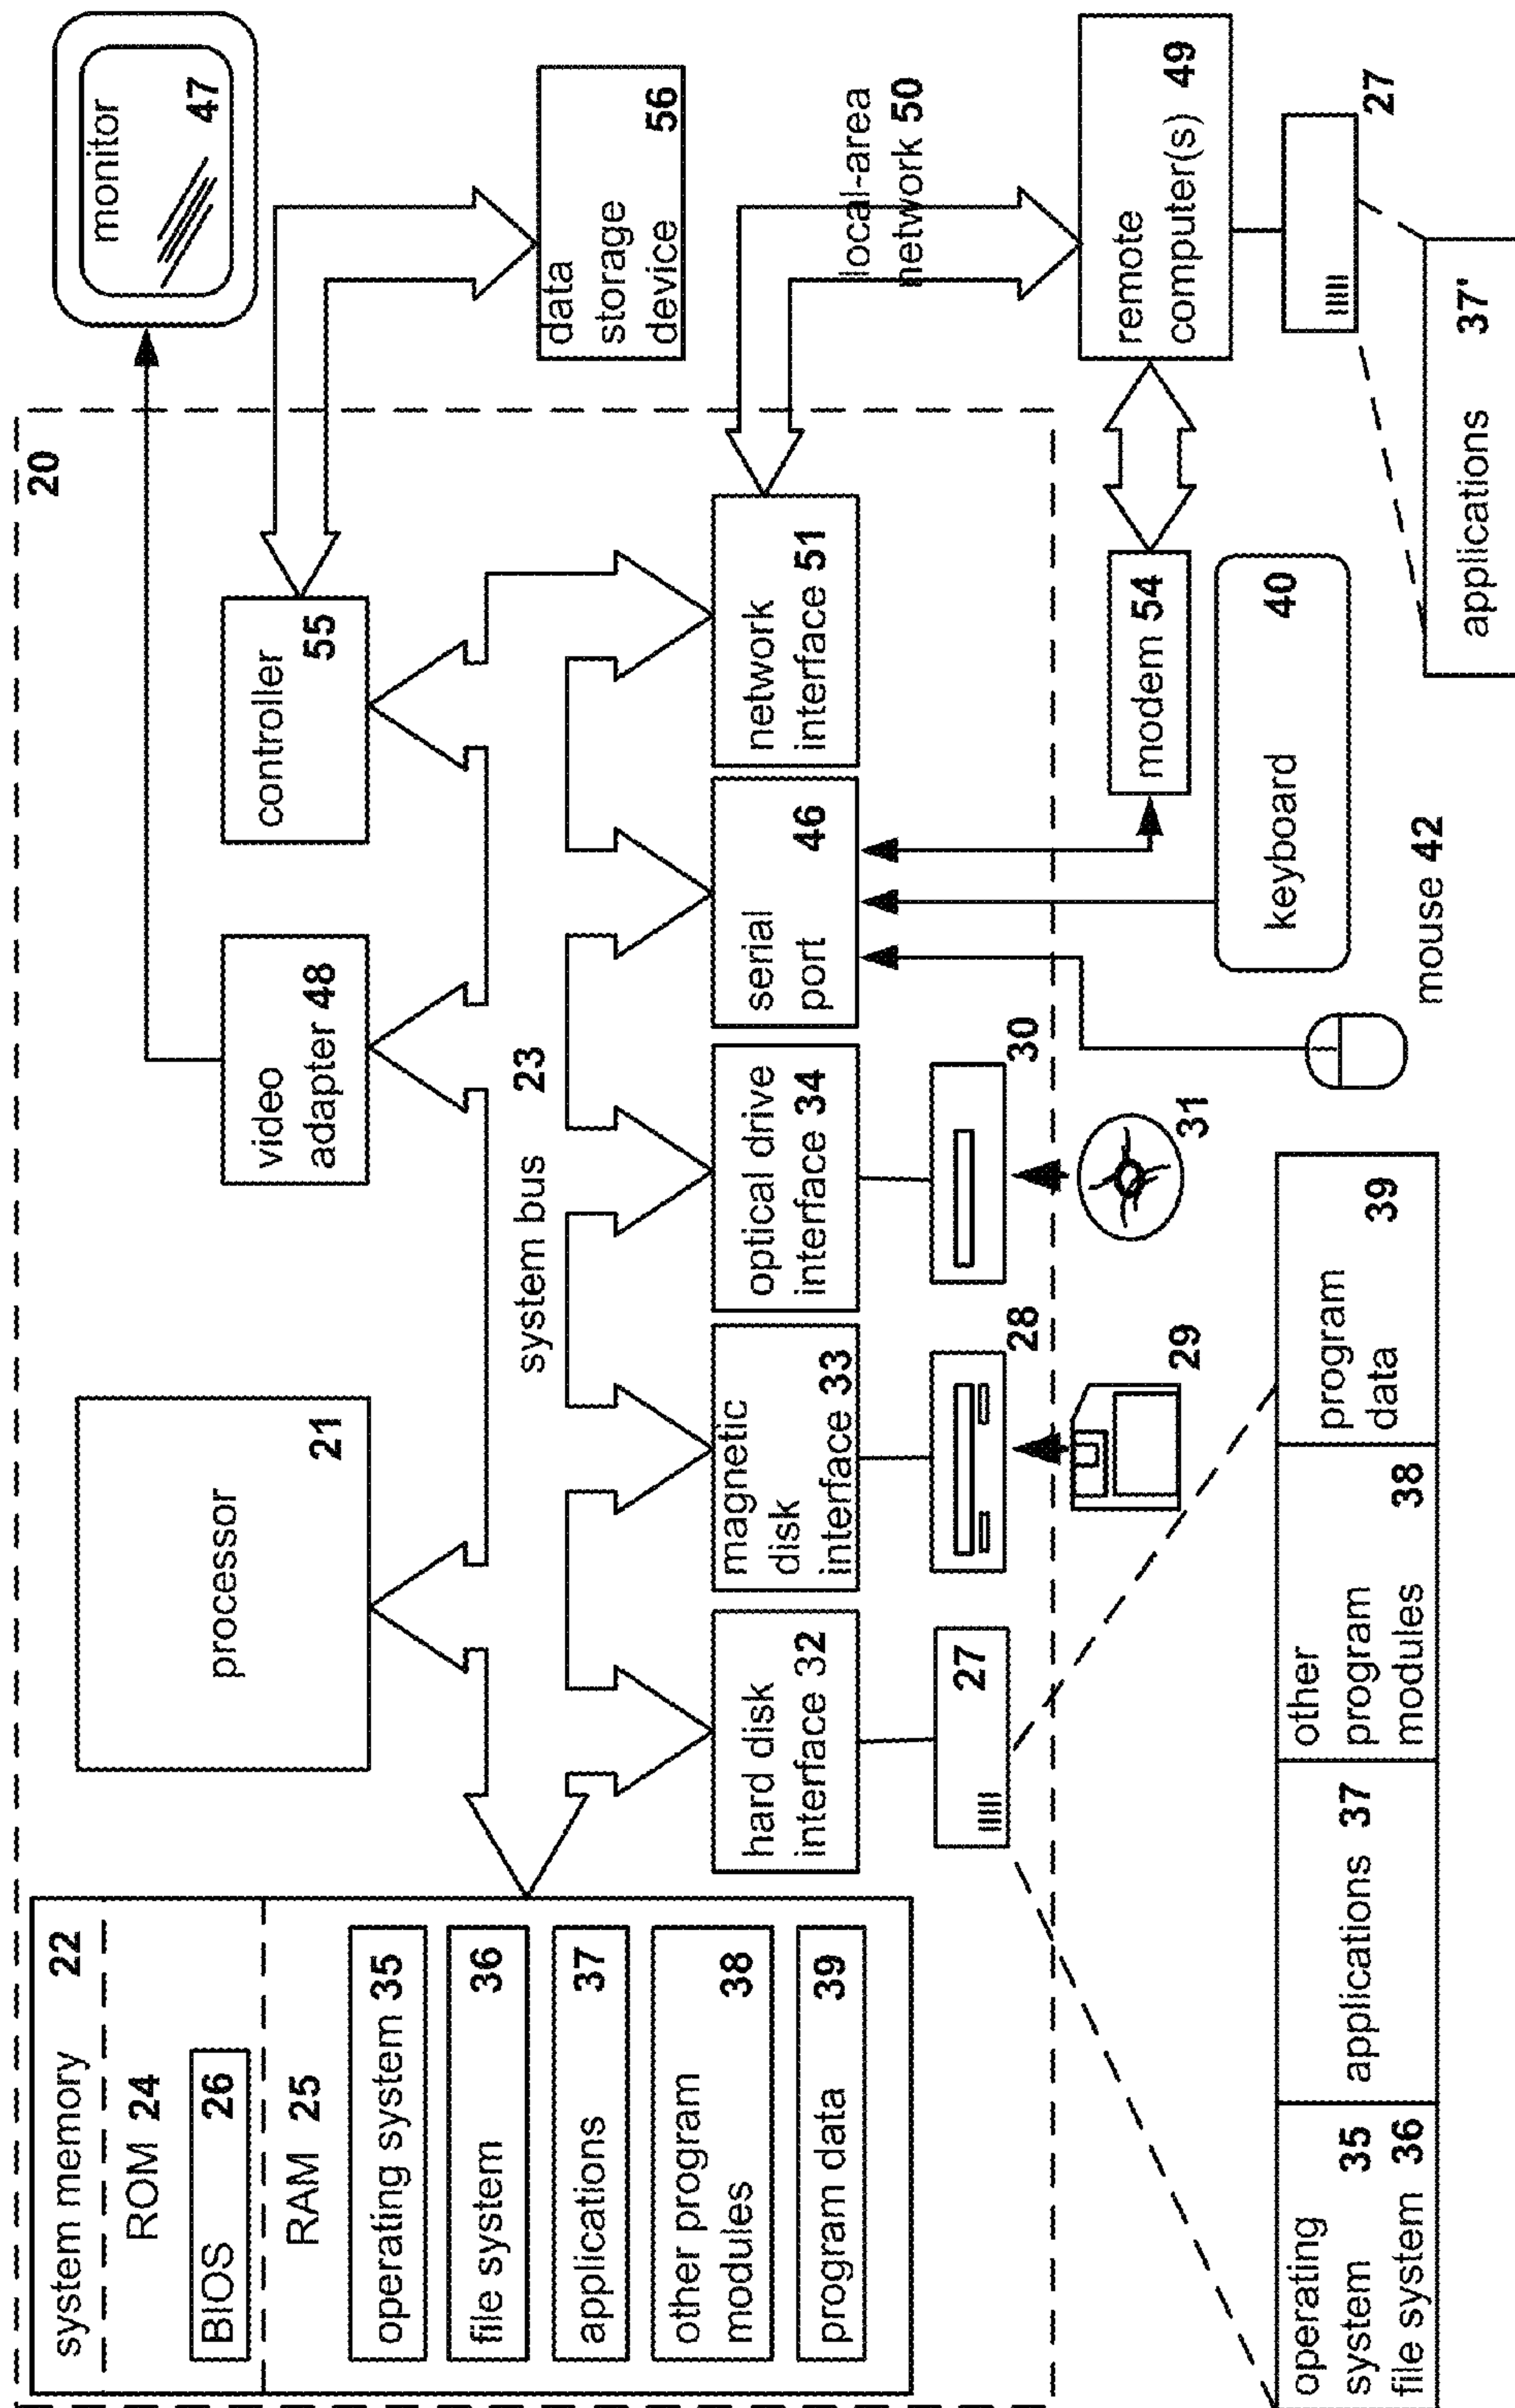 system memory 22
ROM 24
BIOS 26
RAM 25
operating system 35
file system 36
applications 37
other program
modules 38
program data 39
processor
21
video
adapter 48
controller
55
20
monitor
47
system bus 23
data
storage
device 56
hard disk
interface 32
magnetic
disk
interface 33
optical drive
interface 34
serial
port 46
network
interface 51
local-area
network 50
27
28
30
29
31
modem 54
remote
computer(s) 49
keyboard 40
mouse 42
27
operating
system 35
file system 36
applications 37
other
program
modules 38
program
data 39
applications 37'